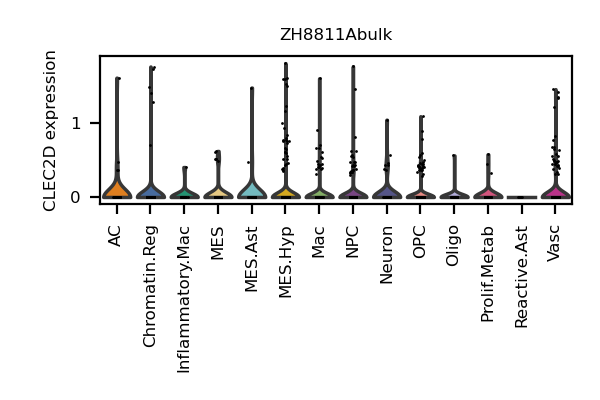 ZH8811Abulk
CLEC2D expression
1
0
AC
Chromatin.Reg
Inflammatory.Mac
MES
MES.Ast
MES.Hyp
Mac
NPC
Neuron
OPC
Oligo
Prolif.Metab
Reactive.Ast
Vasc